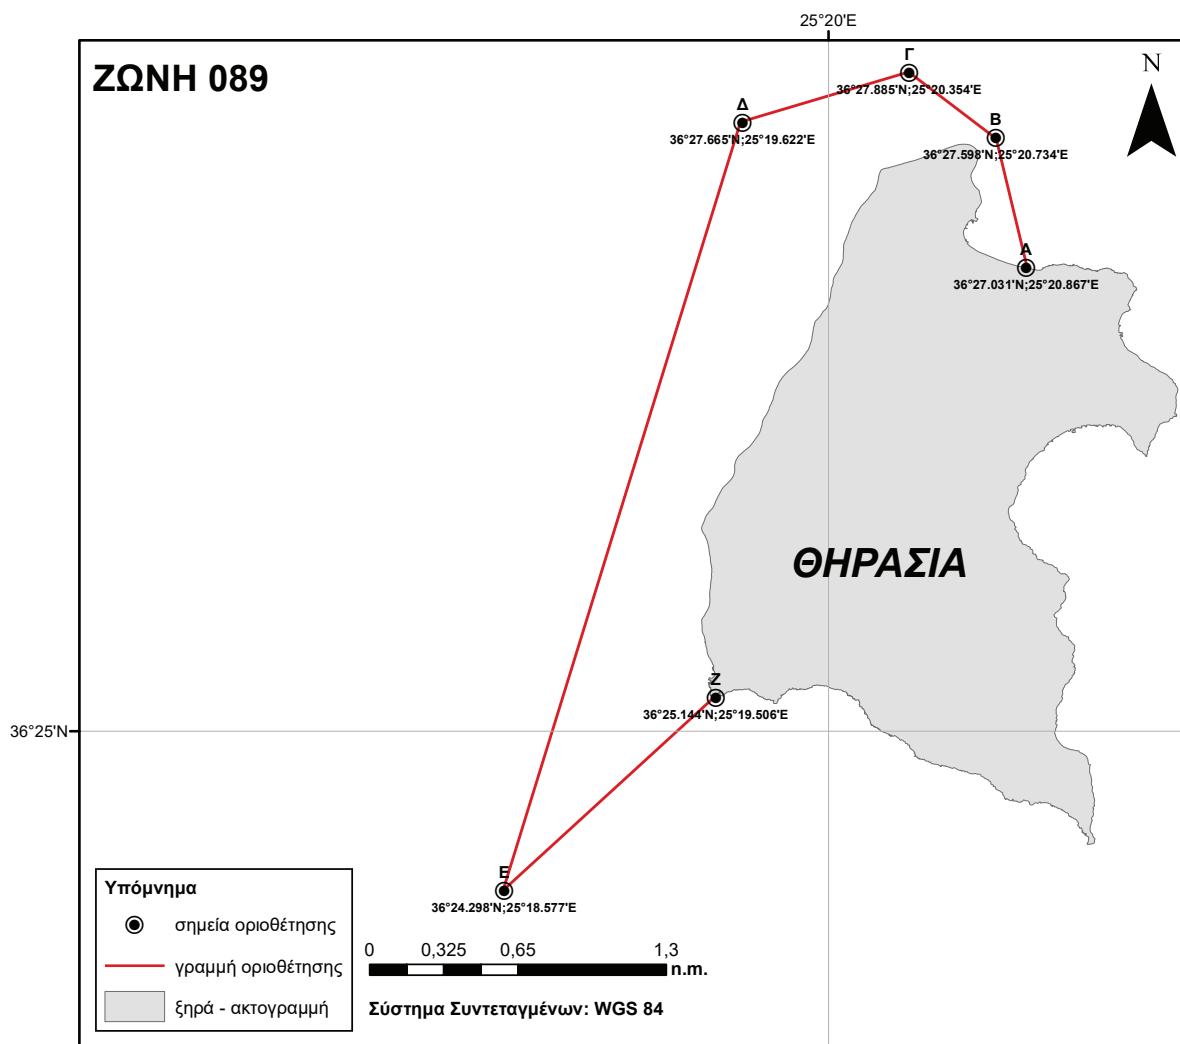 25°20'E
ΖΩΝΗ 089
N
Γ
36°27.885'N;25°20.354'E
Δ
36°27.665'N;25°19.622'E
Β
36°27.598'N;25°20.734'E
Α
36°27.031'N;25°20.867'E
ΘΗΡΑΣΙΑ
Ζ
36°25.144'N;25°19.506'E
36°25'N
Ε
36°24.298'N;25°18.577'E
Υπόμνημα
σημεία οριοθέτησης
γραμμή οριοθέτησης
ξηρά - ακτογραμμή
0 0,325 0,65 1,3
n.m.
Σύστημα Συντεταγμένων: WGS 84